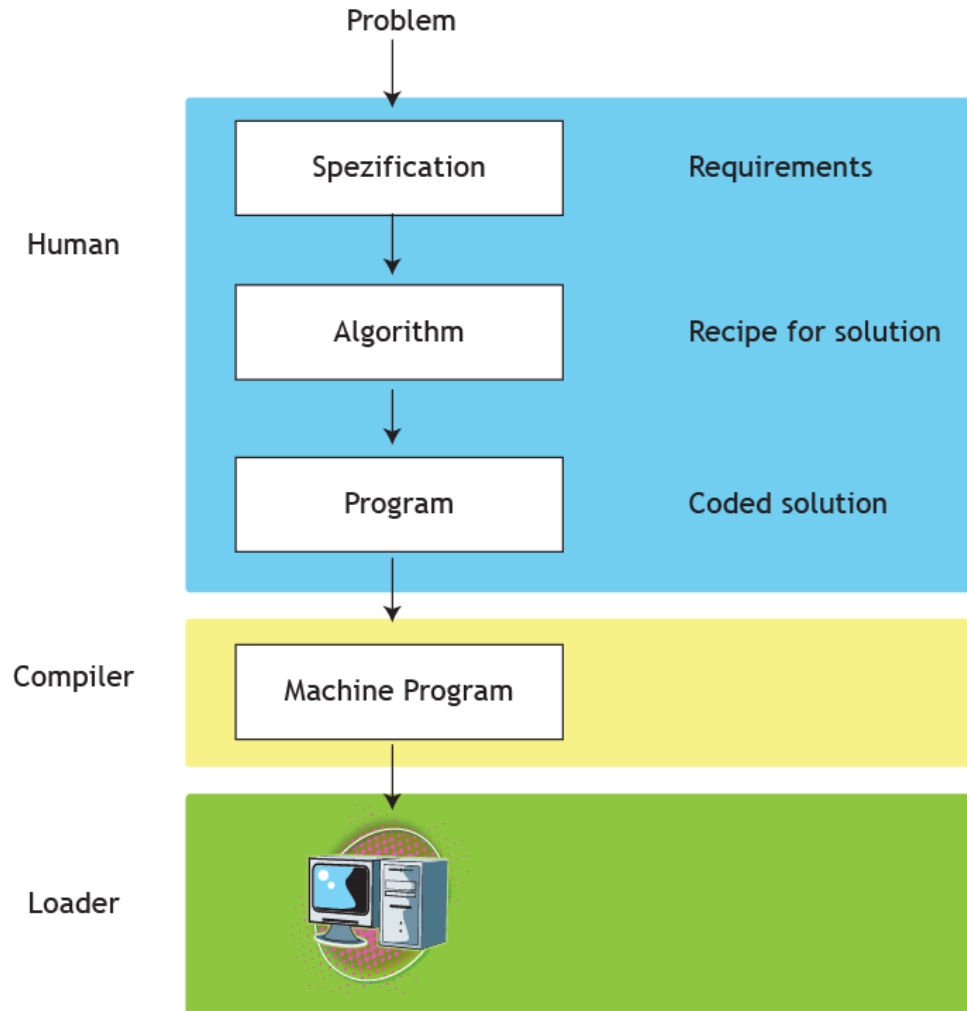 Problem
Spezification
Requirements
Human
Algorithm
Recipe for solution
Program
Coded solution
Compiler
Machine Program
Loader